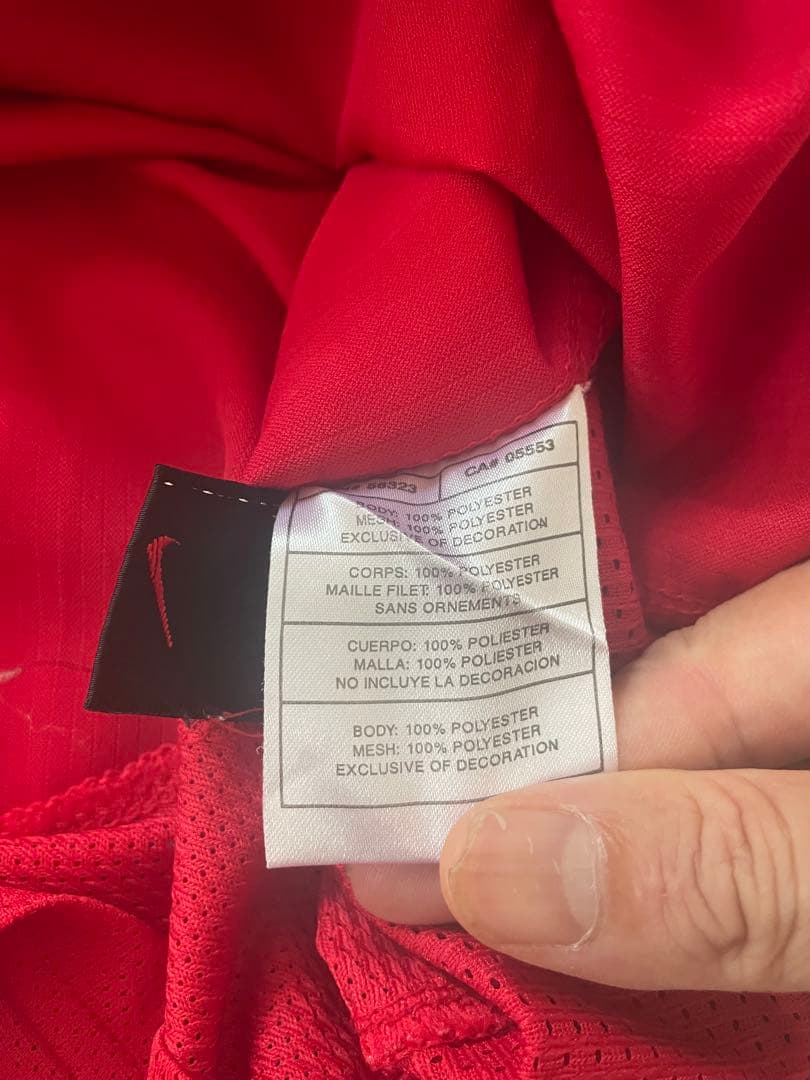 # 56323
CA# 05553
BODY: 100% POLYESTER
MESH: 100% POLYESTER
EXCLUSIVE OF DECORATION
CORPS: 100% POLYESTER
MAILLE FILET: 100% POLYESTER
SANS ORNEMENTS
CUERPO: 100% POLIESTER
MALLA: 100% POLIESTER
NO INCLUYE LA DECORACION
BODY: 100% POLYESTER
MESH: 100% POLYESTER
EXCLUSIVE OF DECORATION